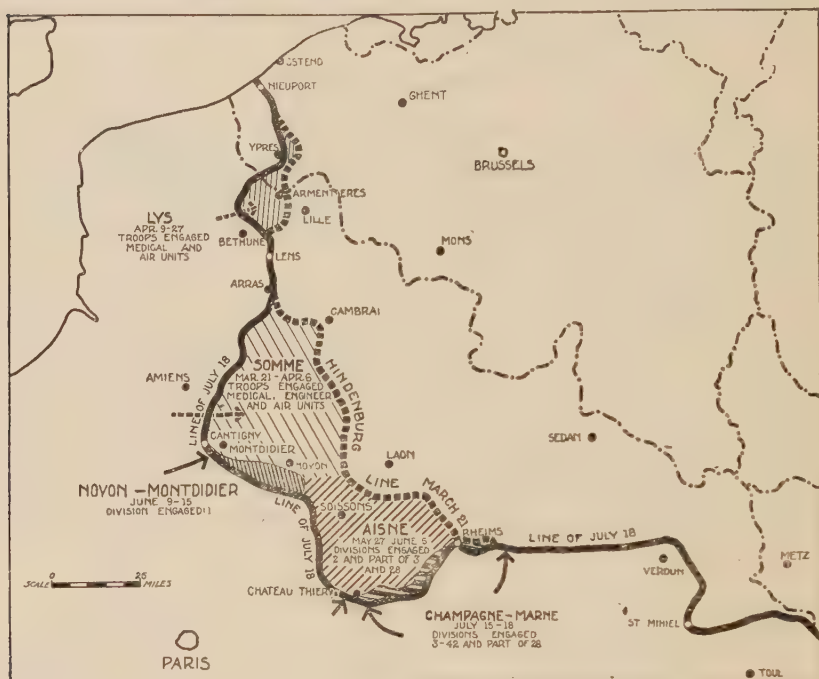 OSTEND
NIEUPORT
GHENT
YPRES
BRUSSELS
ARMENTIERES
LILLE
LYS
APR. 9-27
TROOPS ENGAGED
MEDICAL AND
AIR UNITS
BETHUNE
MONS
LENS
ARRAS
CAMBRAI
SOMME
MAR. 21 - APR. 6
TROOPS ENGAGED
MEDICAL, ENGINEER
AND AIR UNITS
HINDENBURG
LINE
MARCH 21
AMIENS
LINE OF JULY 18
CANTIGNY
MONTDIDIER
NOYON
LAON
SEDAN
NOYON - MONTDIDIER
JUNE 9-15
DIVISION ENGAGED 1
LINE OF JULY 18
SOISSONS
AISNE
MAY 27 JUNE 5
DIVISIONS ENGAGED
2 AND PART OF 3
AND 28
RHEIMS
LINE OF JULY 18
VERDUN
METZ
SCALE 0 25 MILES
CHATEAU THIERY
CHAMPAGNE-MARNE
JULY 15-18
DIVISIONS ENGAGED
3-42 AND PART OF 28
ST MIHIEL
PARIS
TOUL